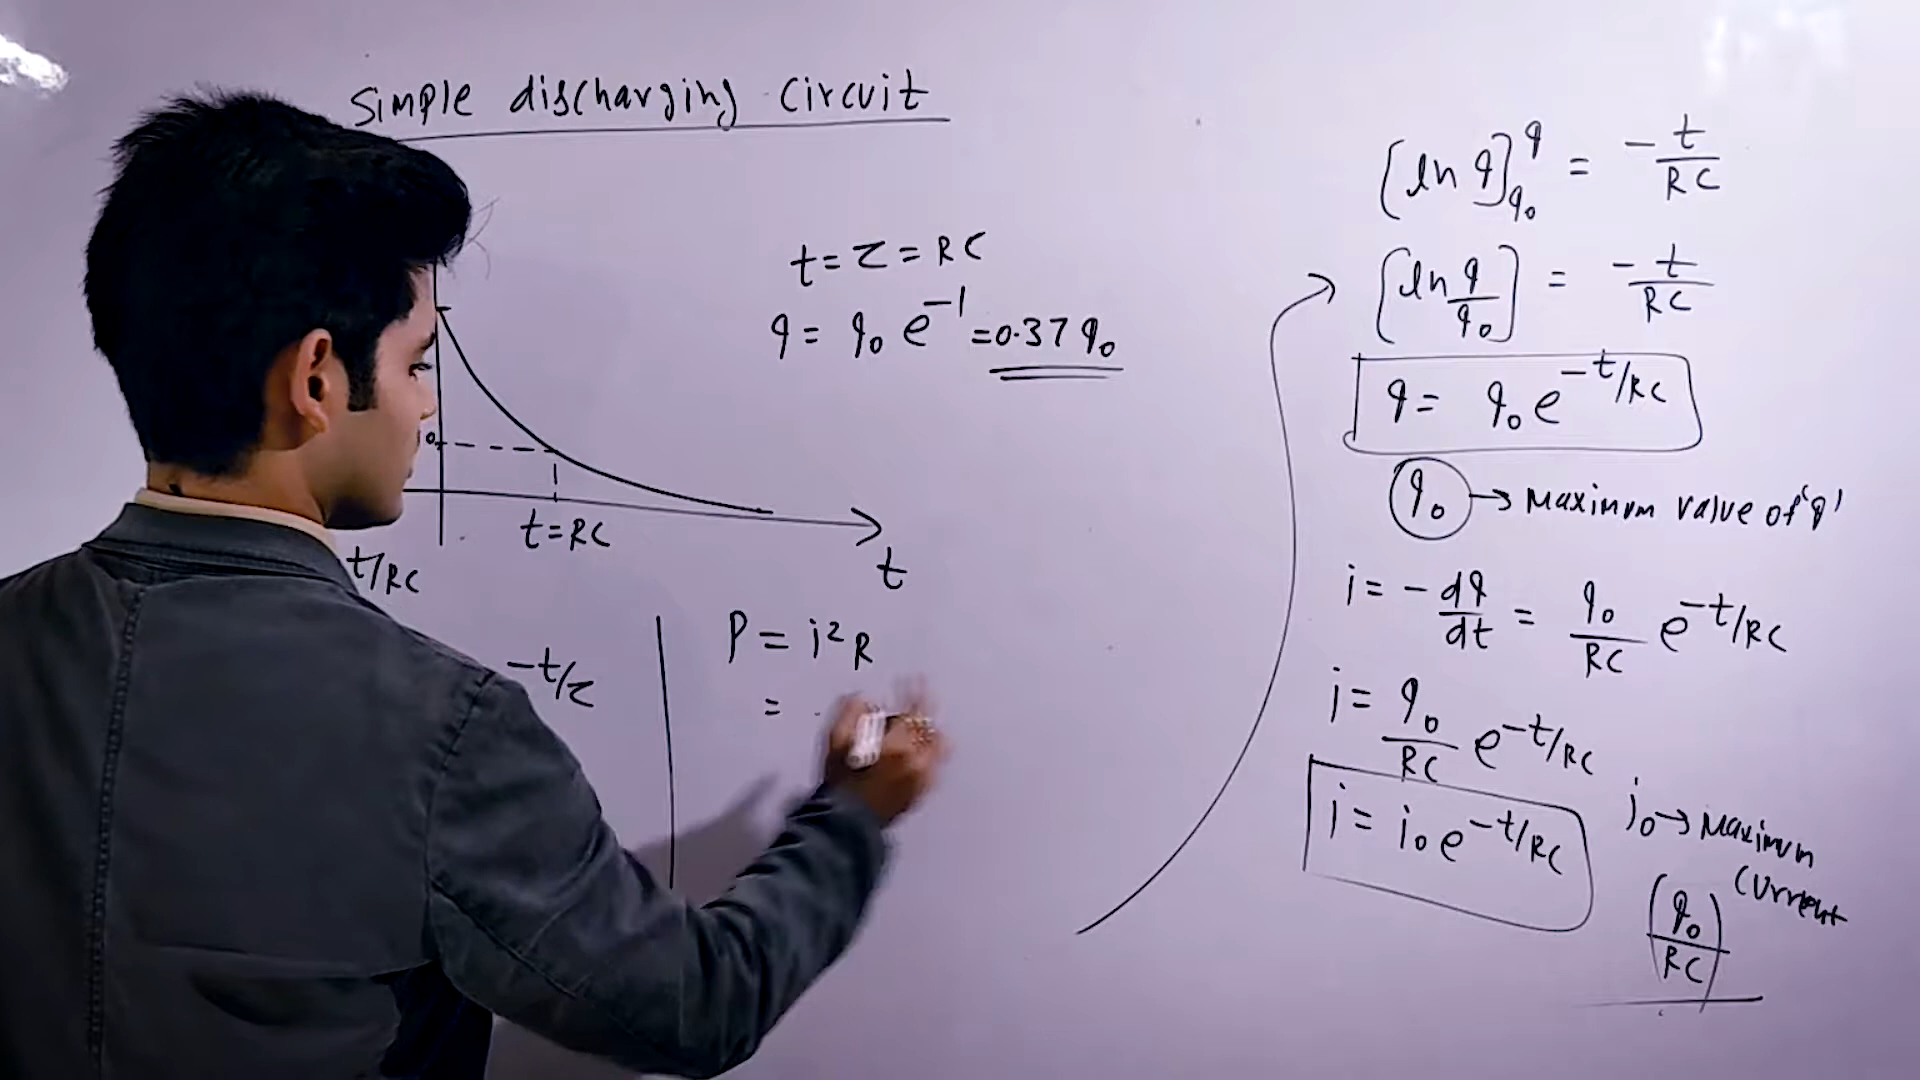 Simple discharging circuit
t = τ = RC
q = q₀ e⁻¹ = 0.37 q₀
t = RC
t
t/RC
-t/τ
P = i²R
=
[ln q]_{q₀}^{q} = -t/RC
[ln q/q₀] = -t/RC
q = q₀ e^{-t/RC}
q₀ → Maximum value of 'q'
i = -dq/dt = q₀/RC e^{-t/RC}
i = q₀/RC e^{-t/RC}
i = i₀ e^{-t/RC}
i₀ → Maximum
current
(q₀/RC)